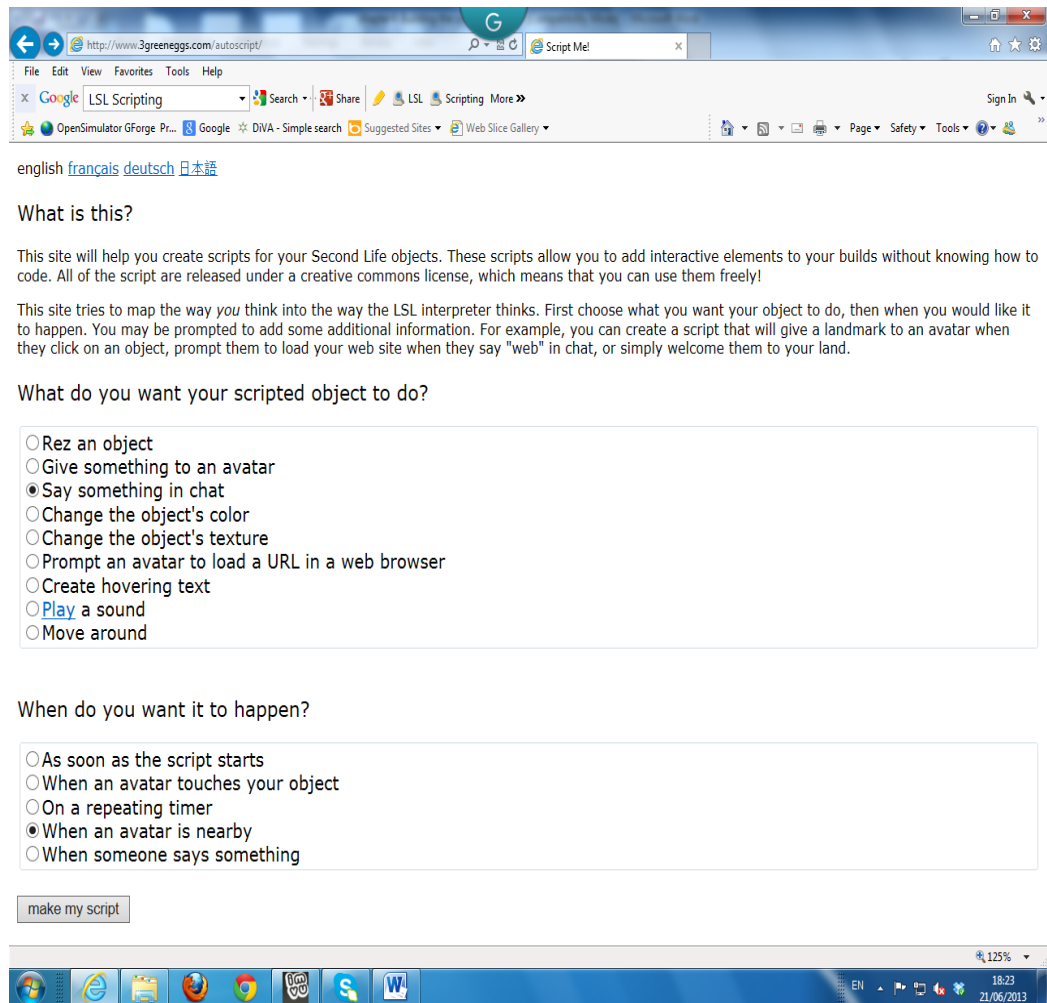 G
http://www.3greeneggs.com/autoscript/
Script Me!
File Edit View Favorites Tools Help
x Google LSL Scripting Search Share LSL Scripting More » Sign In
OpenSimulator GForge Pr... Google DiVA - Simple search Suggested Sites Web Slice Gallery Page Safety Tools
english français deutsch 日本語
What is this?
This site will help you create scripts for your Second Life objects. These scripts allow you to add interactive elements to your builds without knowing how to
code. All of the script are released under a creative commons license, which means that you can use them freely!
This site tries to map the way you think into the way the LSL interpreter thinks. First choose what you want your object to do, then when you would like it
to happen. You may be prompted to add some additional information. For example, you can create a script that will give a landmark to an avatar when
they click on an object, prompt them to load your web site when they say "web" in chat, or simply welcome them to your land.
What do you want your scripted object to do?
Rez an object
Give something to an avatar
Say something in chat
Change the object's color
Change the object's texture
Prompt an avatar to load a URL in a web browser
Create hovering text
Play a sound
Move around
When do you want it to happen?
As soon as the script starts
When an avatar touches your object
On a repeating timer
When an avatar is nearby
When someone says something
make my script
125%
EN 18:23
21/06/2013